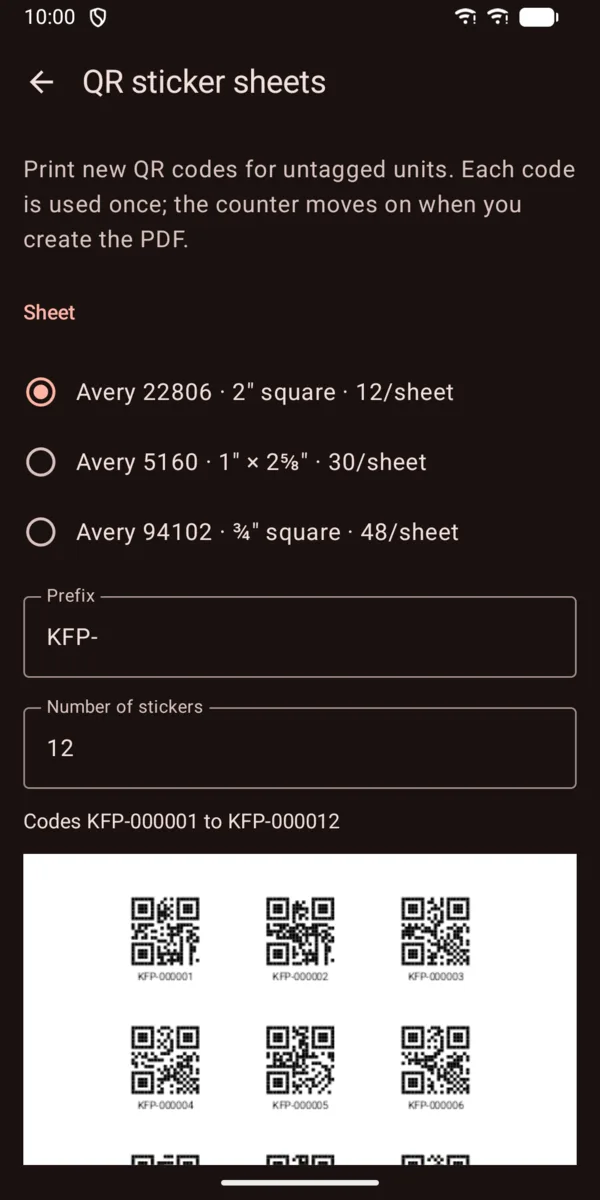 10:00
QR sticker sheets
Print new QR codes for untagged units. Each code
is used once; the counter moves on when you
create the PDF.
Sheet
Avery 22806 · 2" square · 12/sheet
Avery 5160 · 1" × 2⅝" · 30/sheet
Avery 94102 · ¾" square · 48/sheet
Prefix
KFP-
Number of stickers
12
Codes KFP-000001 to KFP-000012
KFP-000001 KFP-000002 KFP-000003
KFP-000004 KFP-000005 KFP-000006